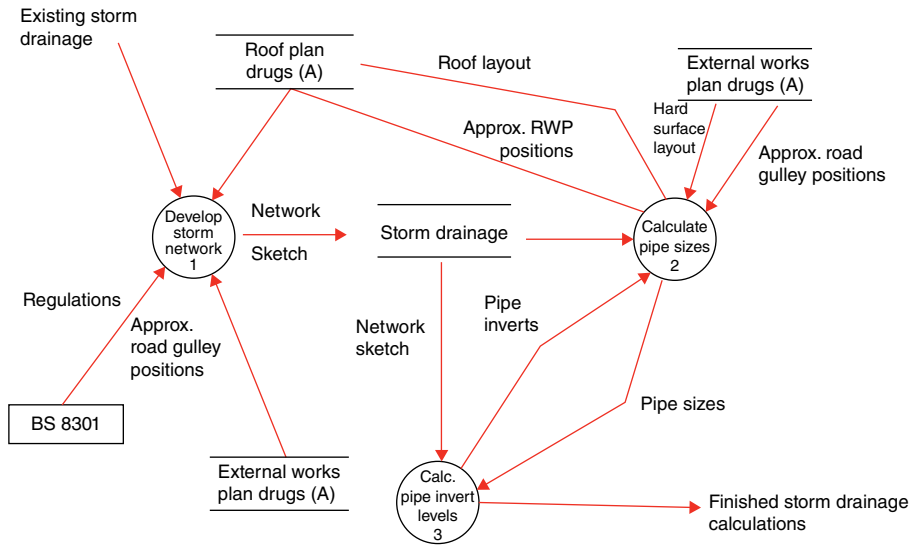 Existing storm
drainage
Roof plan
drugs (A)
Roof layout
External works
plan drugs (A)
Hard
surface
layout
Approx. RWP
positions
Approx. road
gulley positions
Develop
storm
network
1
Network
Sketch
Storm drainage
Calculate
pipe sizes
2
Regulations
Approx.
road gulley
positions
Network
sketch
Pipe
inverts
Pipe sizes
BS 8301
External works
plan drugs (A)
Calc.
pipe invert
levels
3
Finished storm drainage
calculations